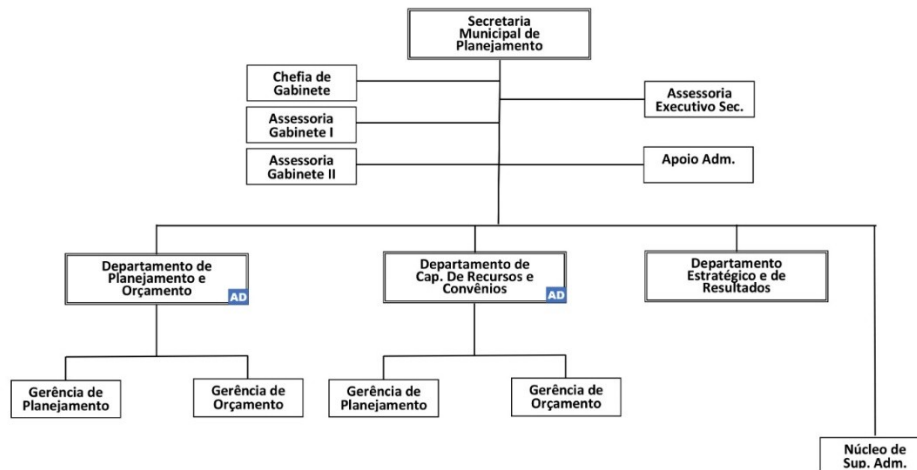 Secretaria
Municipal de
Planejamento
Chefia de
Gabinete
Assessoria
Executivo Sec.
Assessoria
Gabinete I
Assessoria
Gabinete II
Apoio Adm.
Departamento de
Planejamento e
Orçamento
AD
Departamento de
Cap. De Recursos e
Convênios
AD
Departamento
Estratégico e de
Resultados
Gerência de
Planejamento
Gerência de
Orçamento
Gerência de
Planejamento
Gerência de
Orçamento
Núcleo de
Sup. Adm.